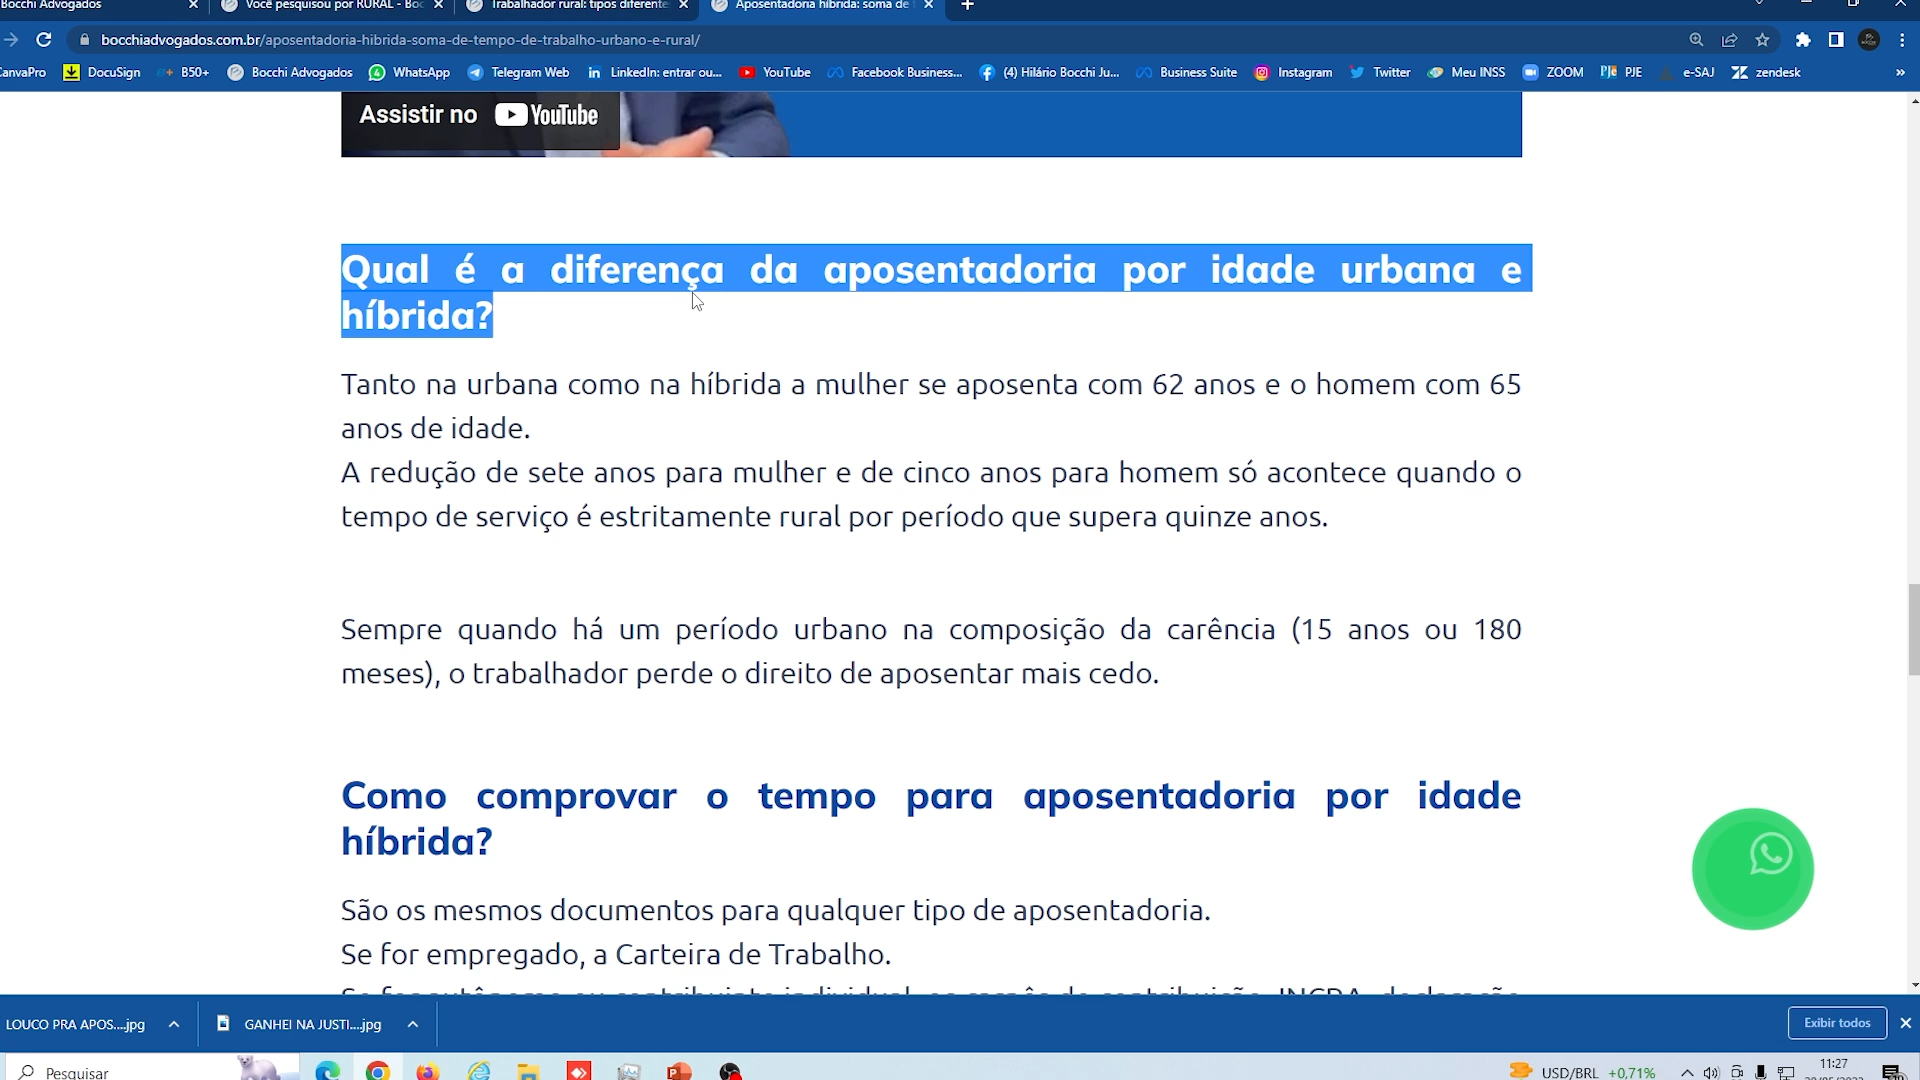 Bocchi Advogados
Você pesquisou por RURAL - Boc
Trabalhador rural: tipos diferente
Aposentadoria híbrida: soma de
bocchiadvogados.com.br/aposentadoria-hibrida-soma-de-tempo-de-trabalho-urbano-e-rural/
anvaPro
DocuSign
B50+
Bocchi Advogados
WhatsApp
Telegram Web
LinkedIn: entrar ou...
YouTube
Facebook Business...
(4) Hilário Bocchi Ju...
Business Suite
Instagram
Twitter
Meu INSS
ZOOM
PJE
e-SAJ
zendesk
»
Assistir no YouTube
Qual é a diferença da aposentadoria por idade urbana e
híbrida?
Tanto na urbana como na híbrida a mulher se aposenta com 62 anos e o homem com 65
anos de idade.
A redução de sete anos para mulher e de cinco anos para homem só acontece quando o
tempo de serviço é estritamente rural por período que supera quinze anos.
Sempre quando há um período urbano na composição da carência (15 anos ou 180
meses), o trabalhador perde o direito de aposentar mais cedo.
Como comprovar o tempo para aposentadoria por idade
híbrida?
São os mesmos documentos para qualquer tipo de aposentadoria.
Se for empregado, a Carteira de Trabalho.
LOUCO PRA APOS....jpg
GANHEI NA JUSTI....jpg
Exibir todos
Pesquisar
USD/BRL +0,71%
11:27